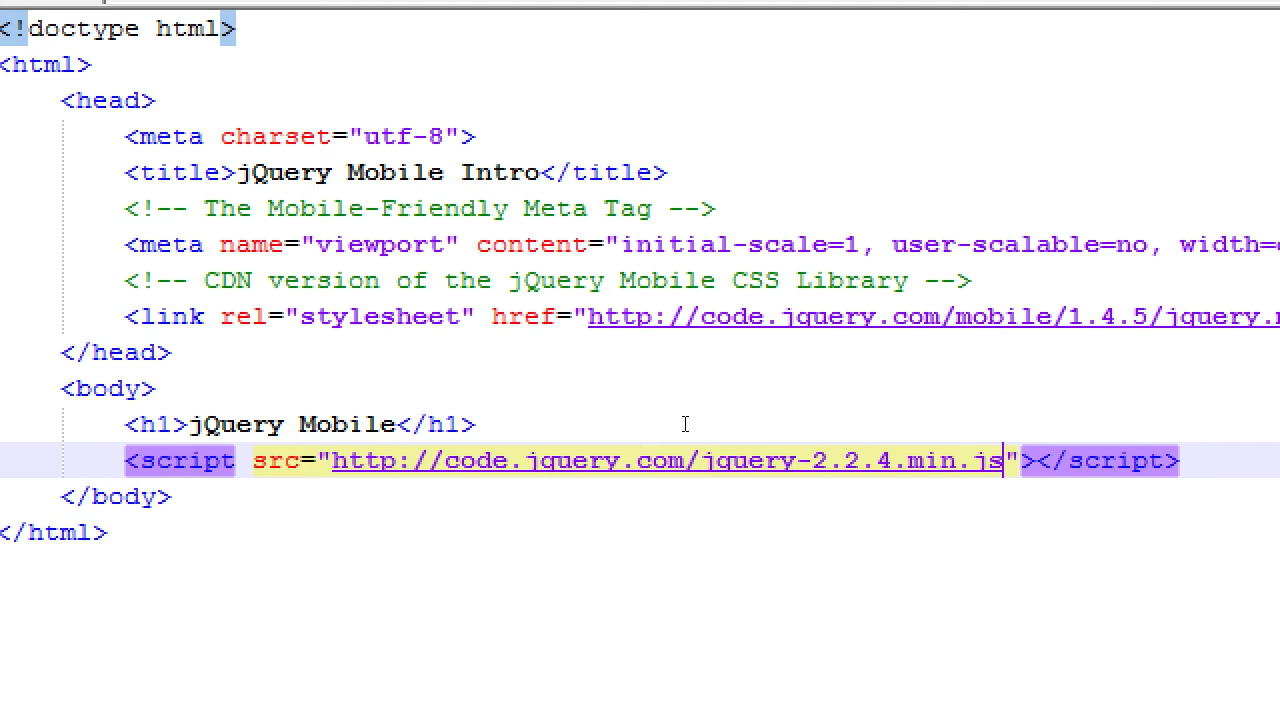 <!doctype html>
<html>
<head>
<meta charset="utf-8">
<title>jQuery Mobile Intro</title>
<!-- The Mobile-Friendly Meta Tag -->
<meta name="viewport" content="initial-scale=1, user-scalable=no, width=
<!-- CDN version of the jQuery Mobile CSS Library -->
<link rel="stylesheet" href="http://code.jquery.com/mobile/1.4.5/jquery.
</head>
<body>
<h1>jQuery Mobile</h1>
<script src="http://code.jquery.com/jquery-2.2.4.min.js"></script>
</body>
</html>